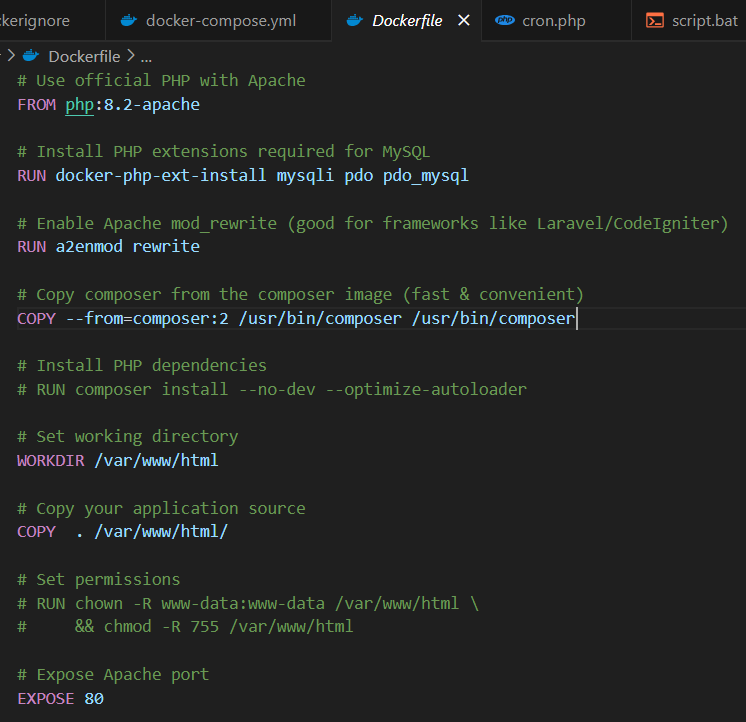 ckerignore docker-compose.yml Dockerfile cron.php script.bat
Dockerfile > ...
# Use official PHP with Apache
FROM php:8.2-apache
# Install PHP extensions required for MySQL
RUN docker-php-ext-install mysqli pdo pdo_mysql
# Enable Apache mod_rewrite (good for frameworks like Laravel/CodeIgniter)
RUN a2enmod rewrite
# Copy composer from the composer image (fast & convenient)
COPY --from=composer:2 /usr/bin/composer /usr/bin/composer
# Install PHP dependencies
# RUN composer install --no-dev --optimize-autoloader
# Set working directory
WORKDIR /var/www/html
# Copy your application source
COPY  . /var/www/html/
# Set permissions
# RUN chown -R www-data:www-data /var/www/html \
#     && chmod -R 755 /var/www/html
# Expose Apache port
EXPOSE 80